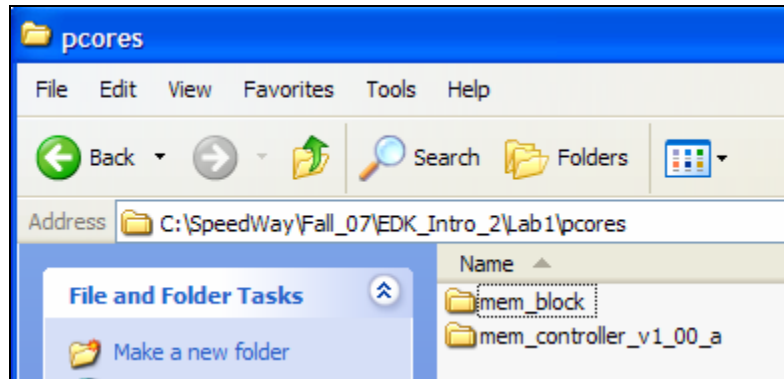 pcores
File Edit View Favorites Tools Help
Back Search Folders
Address C:\SpeedWay\Fall_07\EDK_Intro_2\Lab1\pcores
Name
File and Folder Tasks
mem_block
mem_controller_v1_00_a
Make a new folder